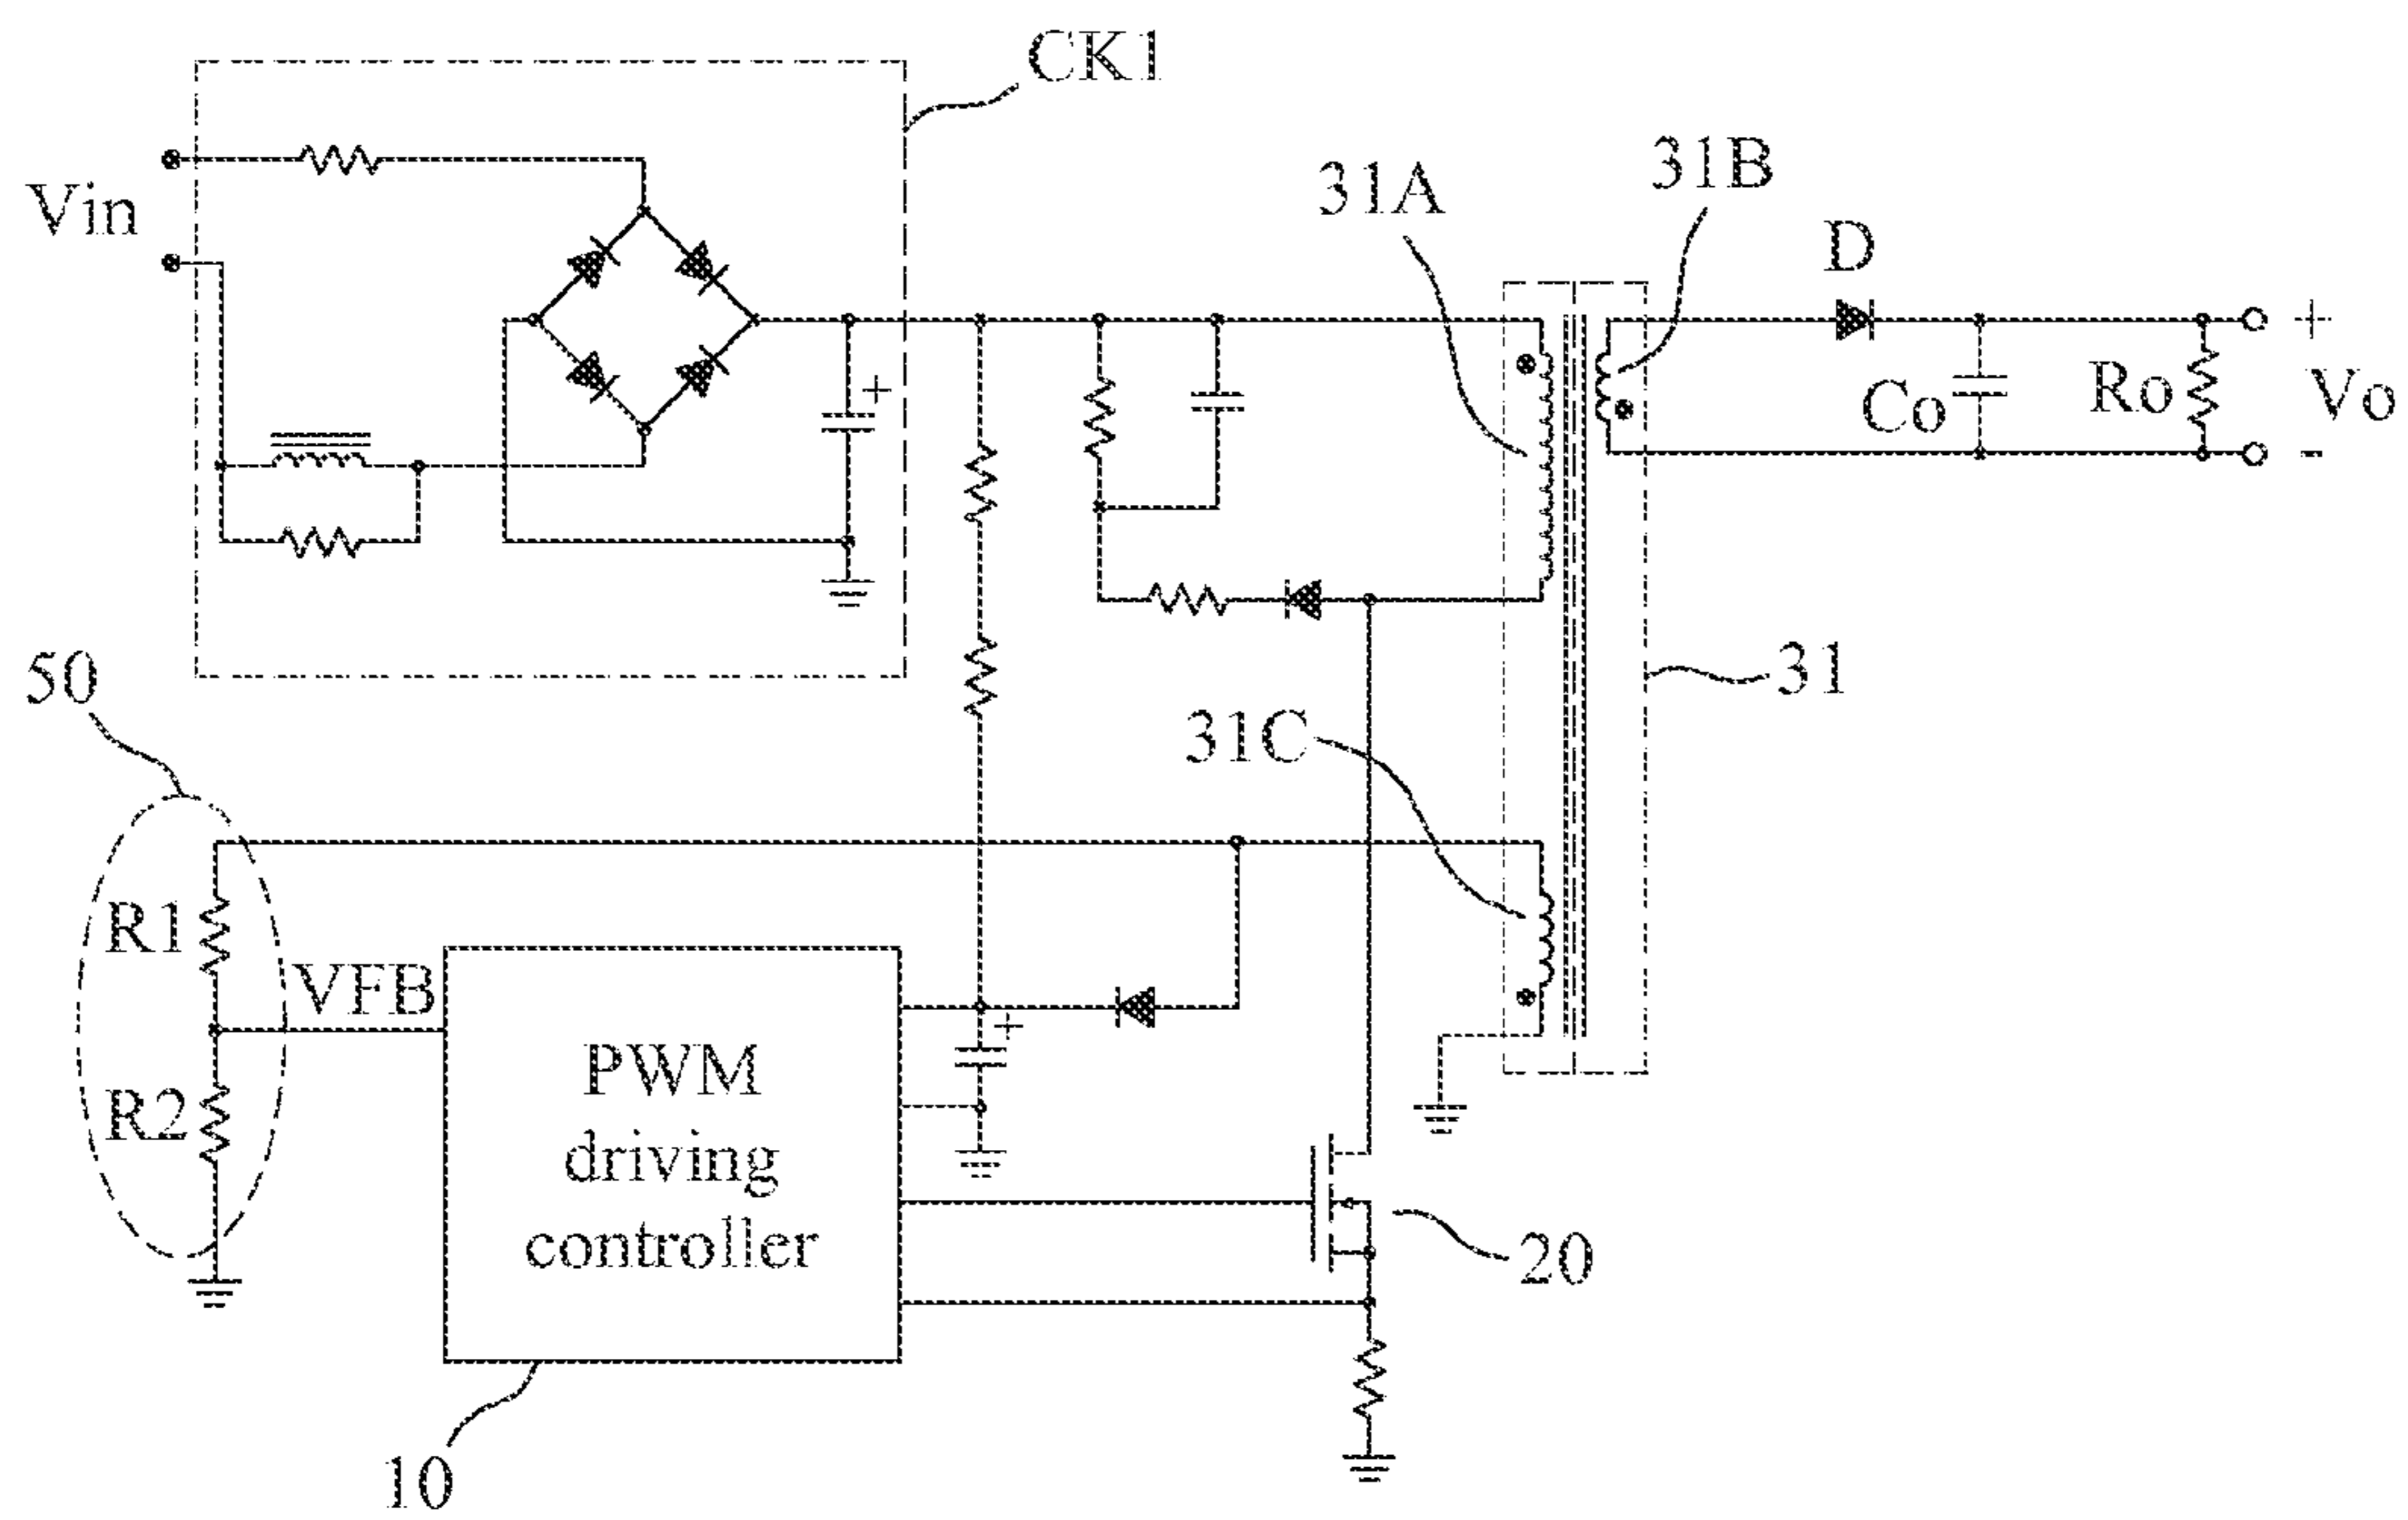 CK1
Vin
31A
31B
D
+
+
Co
Ro
Vo
-
50
31
31C
R1
VFB
+
R2
PWM
driving
controller
20
10